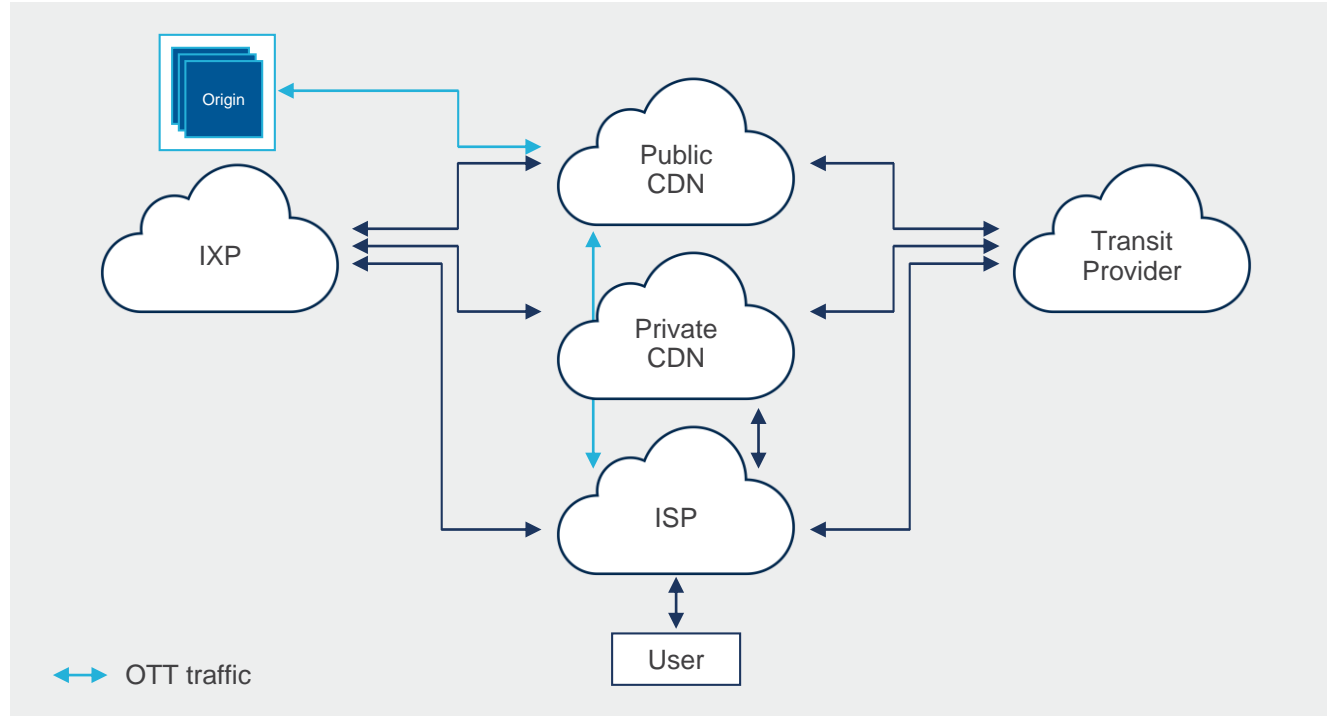 Origin
Public
CDN
IXP
Transit
Provider
Private
CDN
ISP
User
OTT traffic